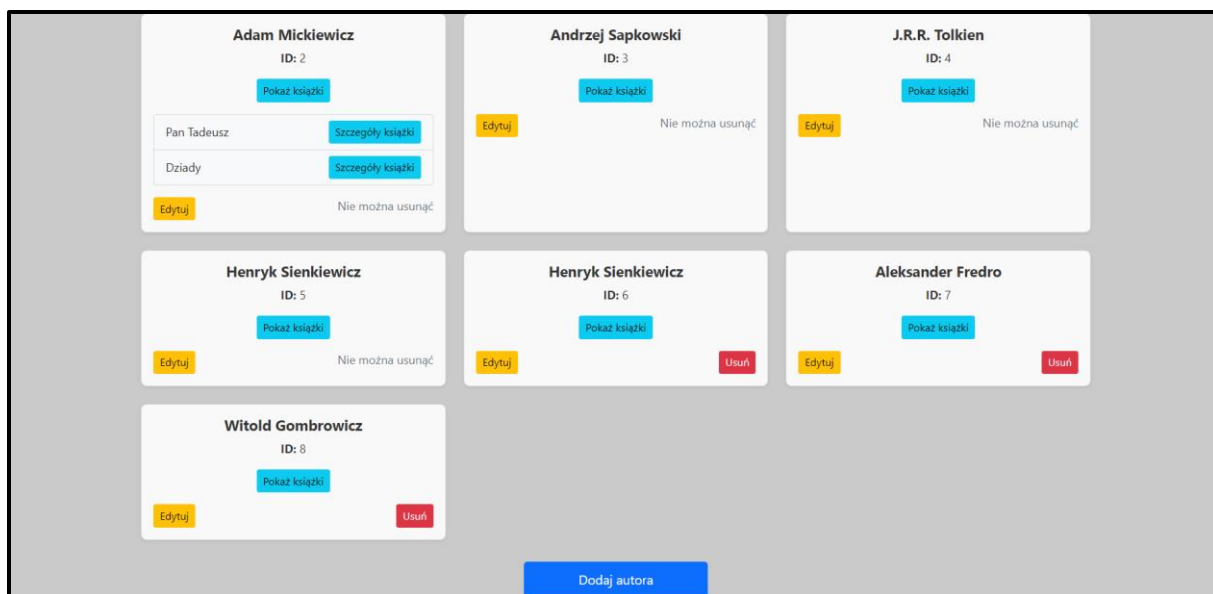 Adam Mickiewicz
ID: 2
Pokaż książki
Pan Tadeusz Szczegóły książki
Dziady Szczegóły książki
Edytuj Nie można usunąć
Andrzej Sapkowski
ID: 3
Pokaż książki
Edytuj Nie można usunąć
J.R.R. Tolkien
ID: 4
Pokaż książki
Edytuj Nie można usunąć
Henryk Sienkiewicz
ID: 5
Pokaż książki
Edytuj Nie można usunąć
Henryk Sienkiewicz
ID: 6
Pokaż książki
Edytuj Usuń
Aleksander Fredro
ID: 7
Pokaż książki
Edytuj Usuń
Witold Gombrowicz
ID: 8
Pokaż książki
Edytuj Usuń
Dodaj autora